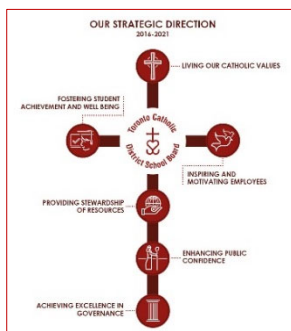 OUR STRATEGIC DIRECTION
2016-2021
LIVING OUR CATHOLIC VALUES
FOSTERING STUDENT
ACHIEVEMENT AND WELL BEING
Toronto Catholic
District School Board
INSPIRING AND
MOTIVATING EMPLOYEES
PROVIDING STEWARDSHIP
OF RESOURCES
ENHANCING PUBLIC
CONFIDENCE
ACHIEVING EXCELLENCE IN
GOVERNANCE